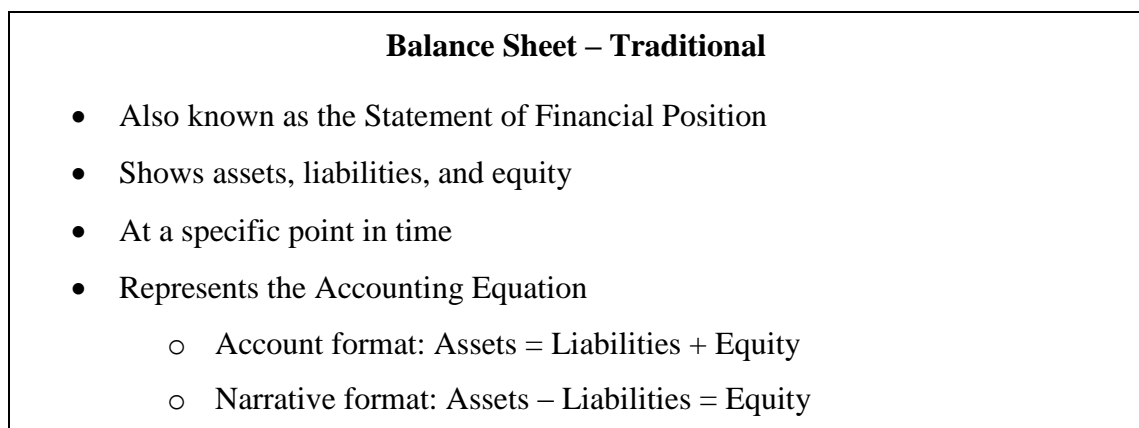 Balance Sheet – Traditional
• Also known as the Statement of Financial Position
• Shows assets, liabilities, and equity
• At a specific point in time
• Represents the Accounting Equation
o Account format: Assets = Liabilities + Equity
o Narrative format: Assets – Liabilities = Equity